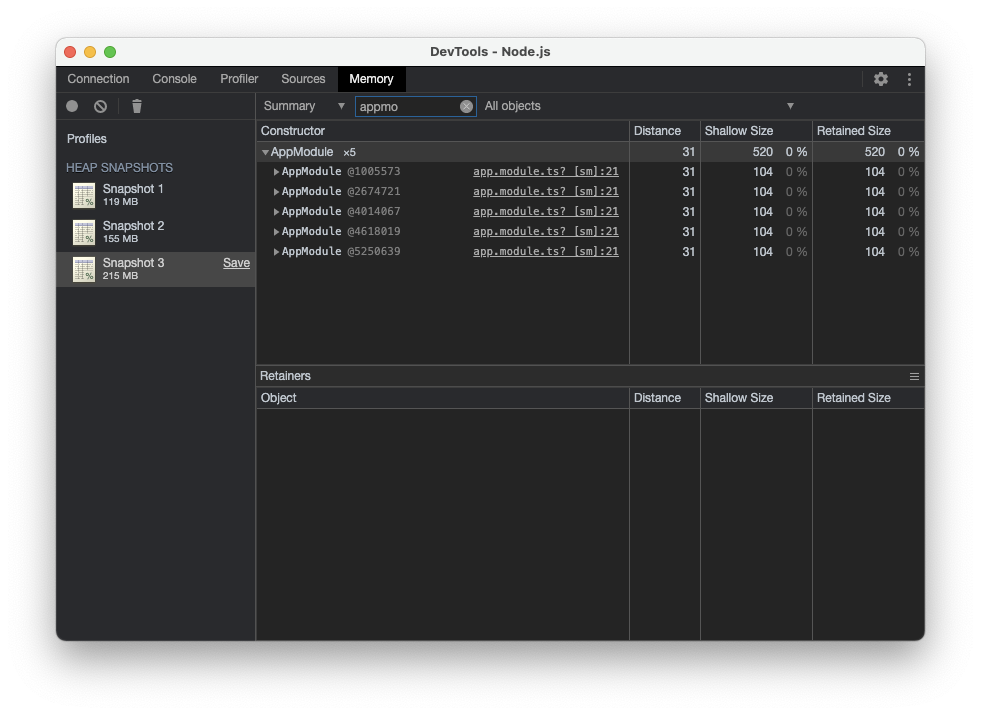 DevTools - Node.js
Connection Console Profiler Sources Memory
Summary ▼ appmo All objects ▼
Profiles
HEAP SNAPSHOTS
Snapshot 1
119 MB
Snapshot 2
155 MB
Snapshot 3 Save
215 MB
Constructor Distance Shallow Size Retained Size
AppModule ×5 31 520 0 % 520 0 %
AppModule @1005573 app.module.ts? [sm]:21 31 104 0 % 104 0 %
AppModule @2674721 app.module.ts? [sm]:21 31 104 0 % 104 0 %
AppModule @4014067 app.module.ts? [sm]:21 31 104 0 % 104 0 %
AppModule @4618019 app.module.ts? [sm]:21 31 104 0 % 104 0 %
AppModule @5250639 app.module.ts? [sm]:21 31 104 0 % 104 0 %
Retainers
Object Distance Shallow Size Retained Size